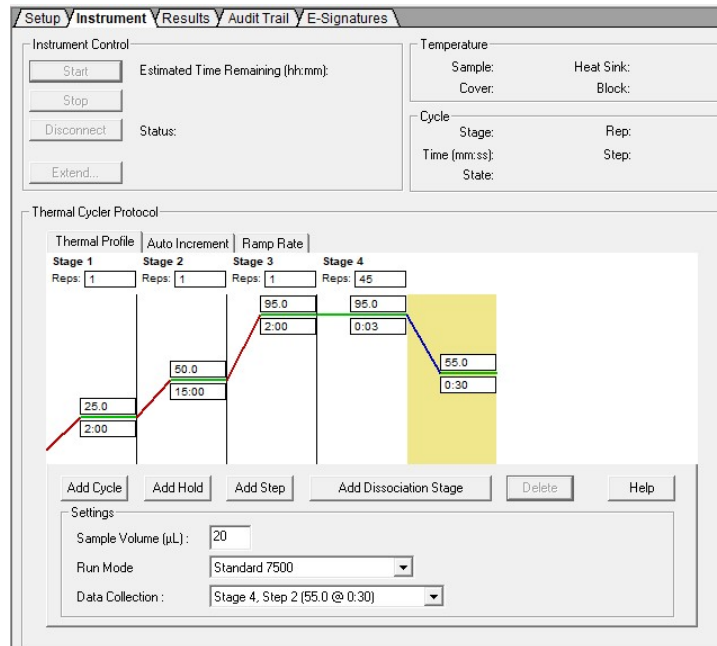 Setup Instrument Results Audit Trail E-Signatures
Instrument Control
Start Estimated Time Remaining (hh:mm):
Stop
Disconnect Status:
Extend...
Temperature
Sample: Heat Sink:
Cover: Block:
Cycle
Stage: Rep:
Time (mm:ss): Step:
State:
Thermal Cycler Protocol
Thermal Profile Auto Increment Ramp Rate
Stage 1 Stage 2 Stage 3 Stage 4
Reps: 1 Reps: 1 Reps: 1 Reps: 45
95.0 95.0
2:00 0:03
50.0 55.0
15:00 0:30
25.0
2:00
Add Cycle Add Hold Add Step Add Dissociation Stage Delete Help
Settings
Sample Volume (µL) : 20
Run Mode Standard 7500
Data Collection : Stage 4, Step 2 (55.0 @ 0:30)